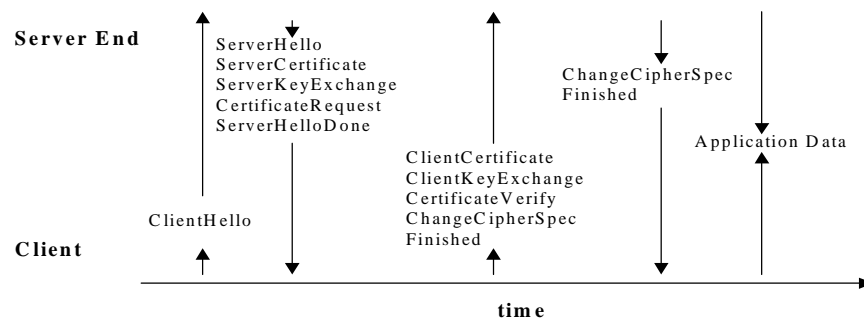 Server End
ServerHello
ServerCertificate
ServerKeyExchange
CertificateRequest
ServerHelloDone
ChangeCipherSpec
Finished
Application Data
ClientCertificate
ClientKeyExchange
CertificateVerify
ChangeCipherSpec
Finished
ClientHello
Client
time